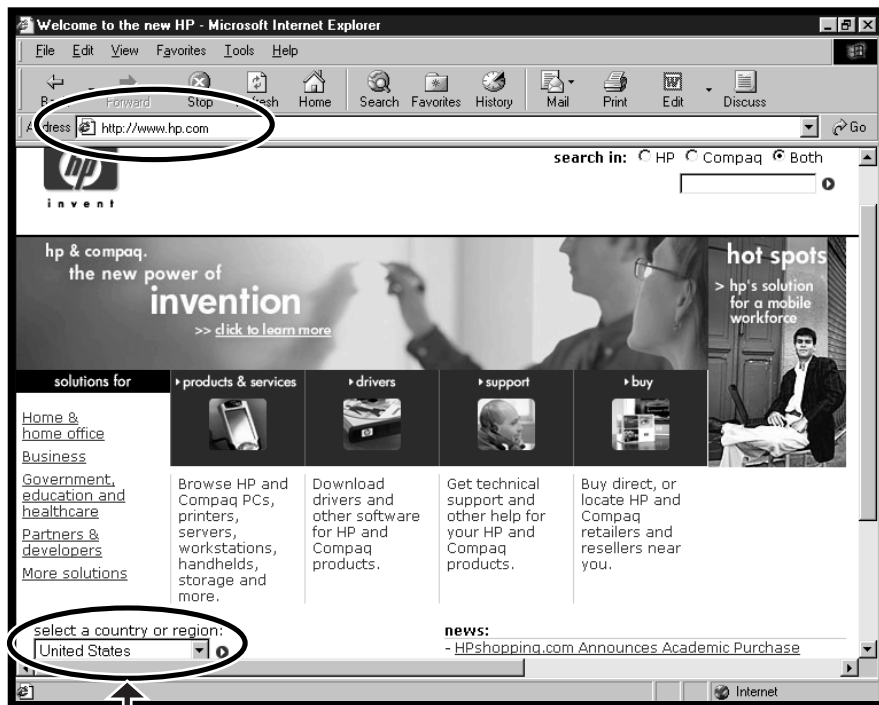 Welcome to the new HP - Microsoft Internet Explorer
File Edit View Favorites Tools Help
Forward Stop Home Search Favorites History Mail Print Edit Discuss
http://www.hp.com Go
hp
invent
search in: HP Compaq Both
hp & compaq.
the new power of
invention
>> click to learn more
hot spots
> hp's solution
for a mobile
workforce
solutions for
products & services
drivers
support
buy
Home &
home office
Business
Government,
education and
healthcare
Partners &
developers
More solutions
Browse HP and
Compaq PCs,
printers,
servers,
workstations,
handhelds,
storage and
more.
Download
drivers and
other software
for HP and
Compaq
products.
Get technical
support and
other help for
your HP and
Compaq
products.
Buy direct, or
locate HP and
Compaq
retailers and
resellers near
you.
select a country or region:
United States
news:
- HPshopping.com Announces Academic Purchase
Internet